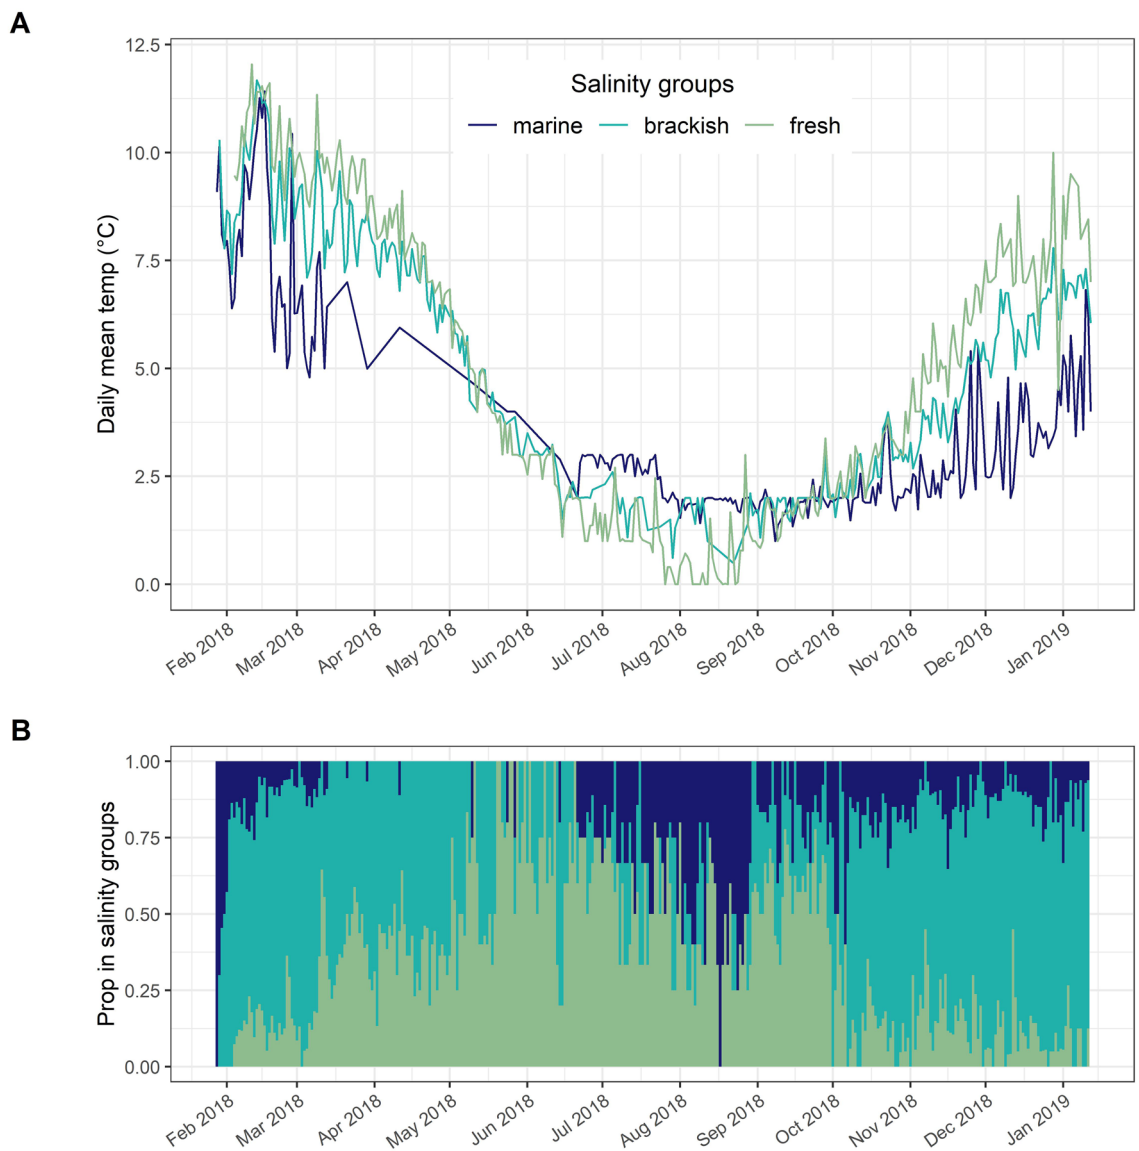 A
Daily mean temp (°C)
12.5
10.0
7.5
5.0
2.5
0.0
Salinity groups
marine brackish fresh
Feb 2018 Mar 2018 Apr 2018 May 2018 Jun 2018 Jul 2018 Aug 2018 Sep 2018 Oct 2018 Nov 2018 Dec 2018 Jan 2019
B
Prop in salinity groups
1.00
0.75
0.50
0.25
0.00
Feb 2018 Mar 2018 Apr 2018 May 2018 Jun 2018 Jul 2018 Aug 2018 Sep 2018 Oct 2018 Nov 2018 Dec 2018 Jan 2019